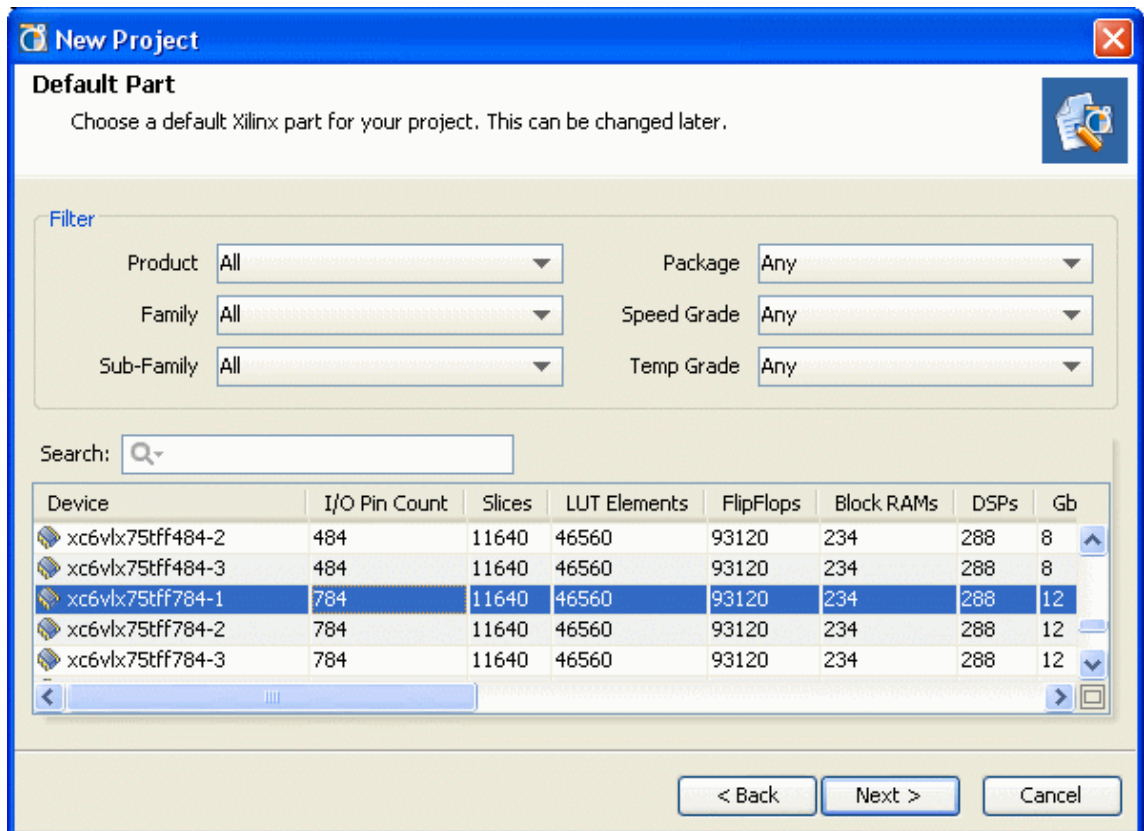 New Project
Default Part
Choose a default Xilinx part for your project. This can be changed later.
Filter
Product All Package Any
Family All Speed Grade Any
Sub-Family All Temp Grade Any
Search:
Device I/O Pin Count Slices LUT Elements FlipFlops Block RAMs DSPs Gb
xc6vlx75tff484-2 484 11640 46560 93120 234 288 8
xc6vlx75tff484-3 484 11640 46560 93120 234 288 8
xc6vlx75tff784-1 784 11640 46560 93120 234 288 12
xc6vlx75tff784-2 784 11640 46560 93120 234 288 12
xc6vlx75tff784-3 784 11640 46560 93120 234 288 12
< Back Next > Cancel